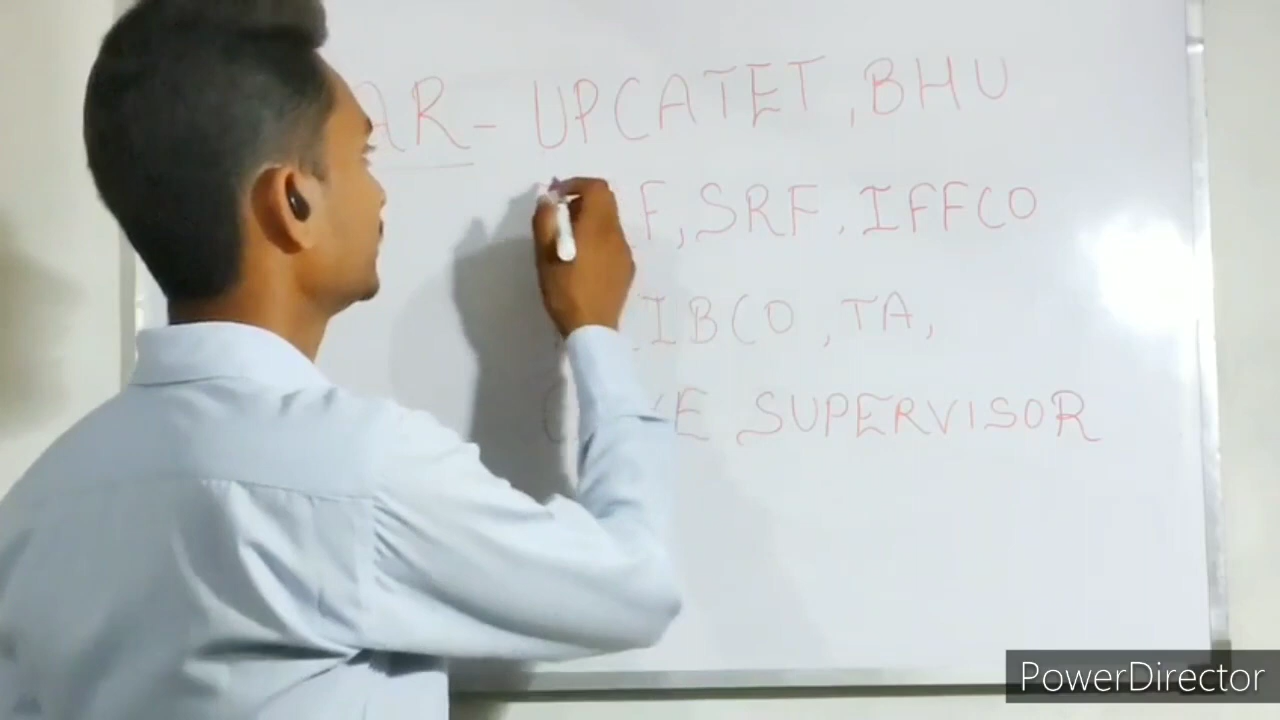 AR- UPCATET, BHU
F, SRF, IFFCO
IBCO, TA,
SUPERVISOR
PowerDirector